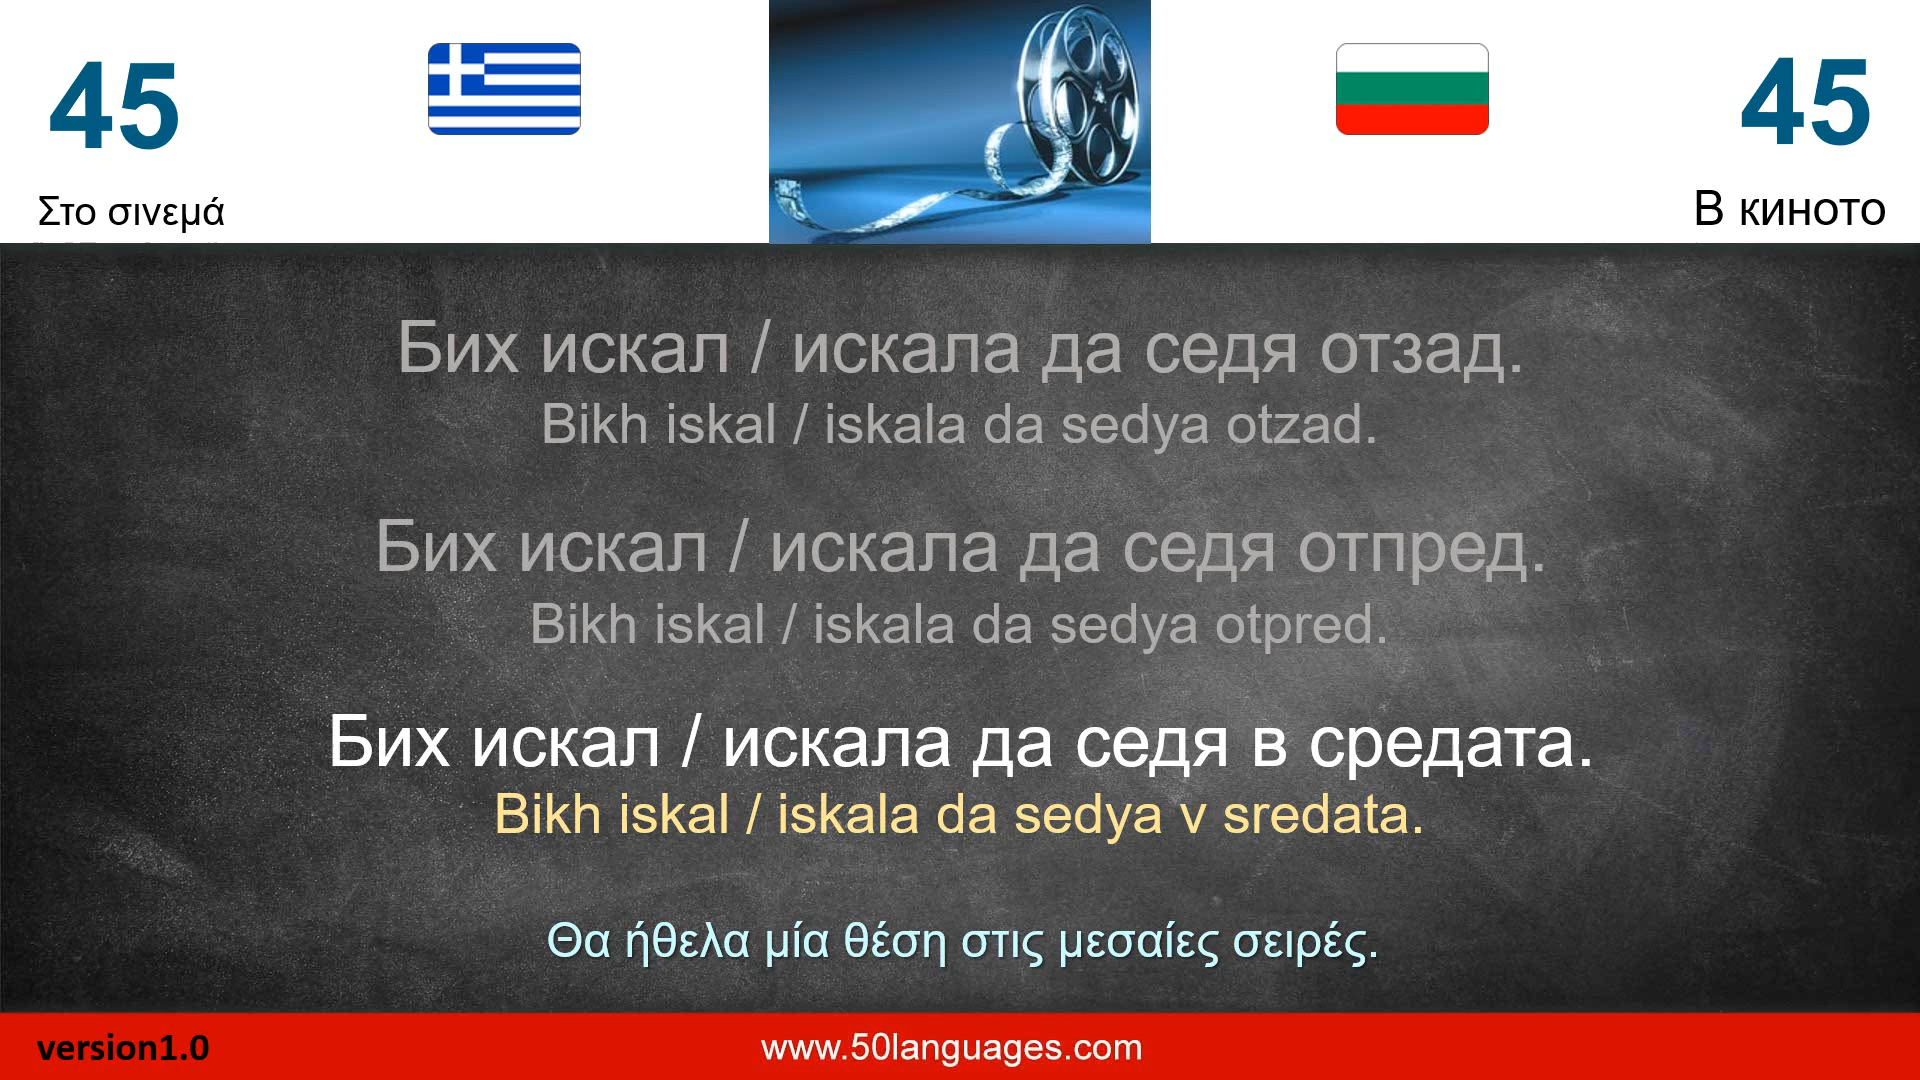 45
45
Στο σινεμά
В киното
Бих искал / искала да седя отзад.
Bikh iskal / iskala da sedya otzad.
Бих искал / искала да седя отпред.
Bikh iskal / iskala da sedya otpred.
Бих искал / искала да седя в средата.
Bikh iskal / iskala da sedya v sredata.
Θα ήθελα μία θέση στις μεσαίες σειρές.
version1.0
www.50languages.com